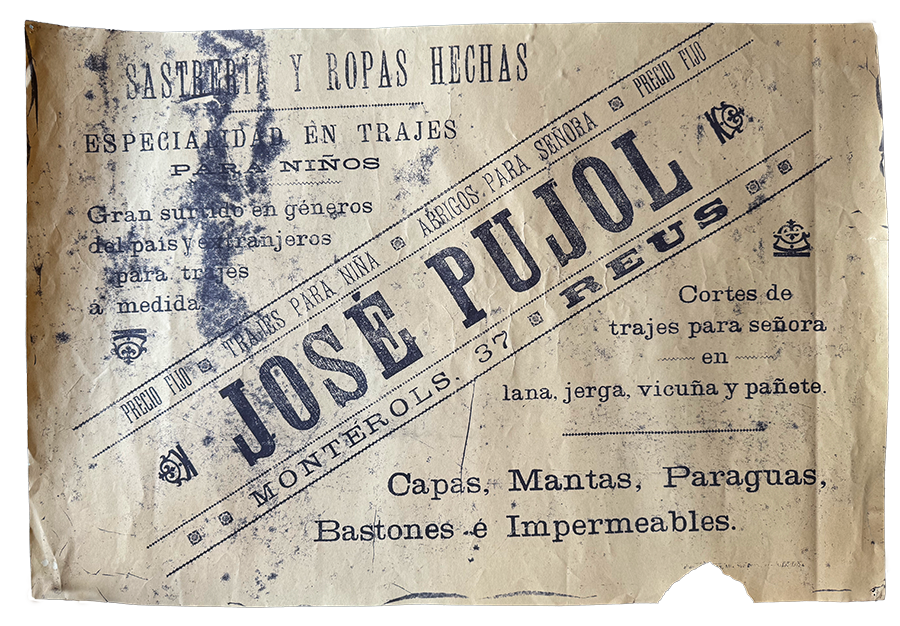 SASTRERIA Y ROPAS HECHAS
ESPECIALIDAD EN TRAJES
PARA NIÑOS
Gran surtido en géneros
del pais y extranjeros
para trajes
á medida
PRECIO FIJO TRAJES PARA NIÑA ABRIGOS PARA SEÑORA PRECIO FIJO
JOSÉ PUJOL
MONTEROLS, 37 REUS
Cortes de
trajes para señora
en
lana, jerga, vicuña y pañete.
Capas, Mantas, Paraguas,
Bastones é Impermeables.